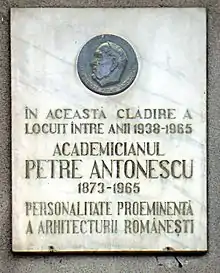 ÎN ACEASTĂ CLĂDIRE A
LOCUIT ÎNTRE ANII 1938-1965
ACADEMICIANUL
PETRE ANTONESCU
1873-1965
PERSONALITATE PROEMINENTĂ
A ARHITECTURII ROMÂNEȘTI